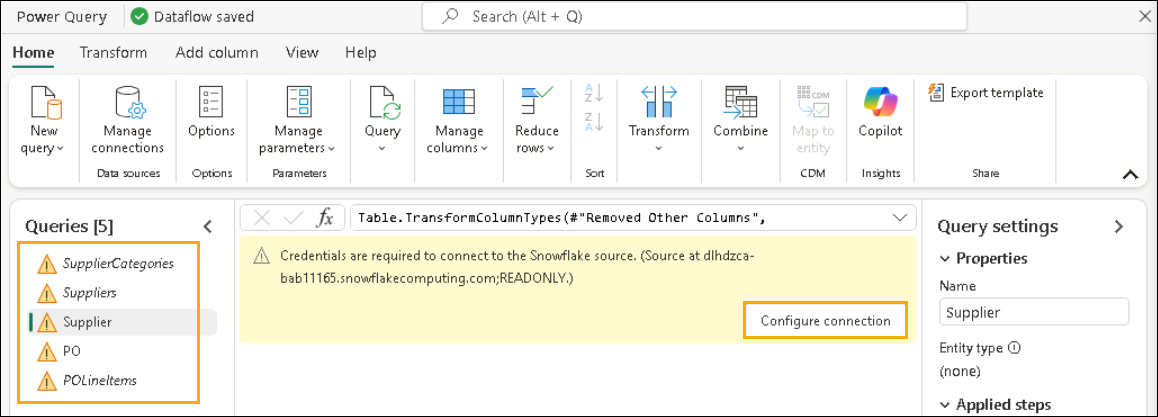 Power Query
Dataflow saved
Search (Alt + Q)
Home
Transform
Add column
View
Help
New
query
Manage
connections
Data sources
Options
Options
Manage
parameters
Parameters
Query
Manage
columns
Reduce
rows
A
Z
Z
A
Sort
Transform
Combine
CDM
Map to
entity
CDM
Copilot
Insights
Export template
Share
Queries [5]
SupplierCategories
Suppliers
Supplier
PO
POLineItems
fx
Table.TransformColumnTypes(#"Removed Other Columns",
Credentials are required to connect to the Snowflake source. (Source at dlhdzca-
bab11165.snowflakecomputing.com;READONLY.)
Configure connection
Query settings
Properties
Name
Supplier
Entity type
(none)
Applied steps